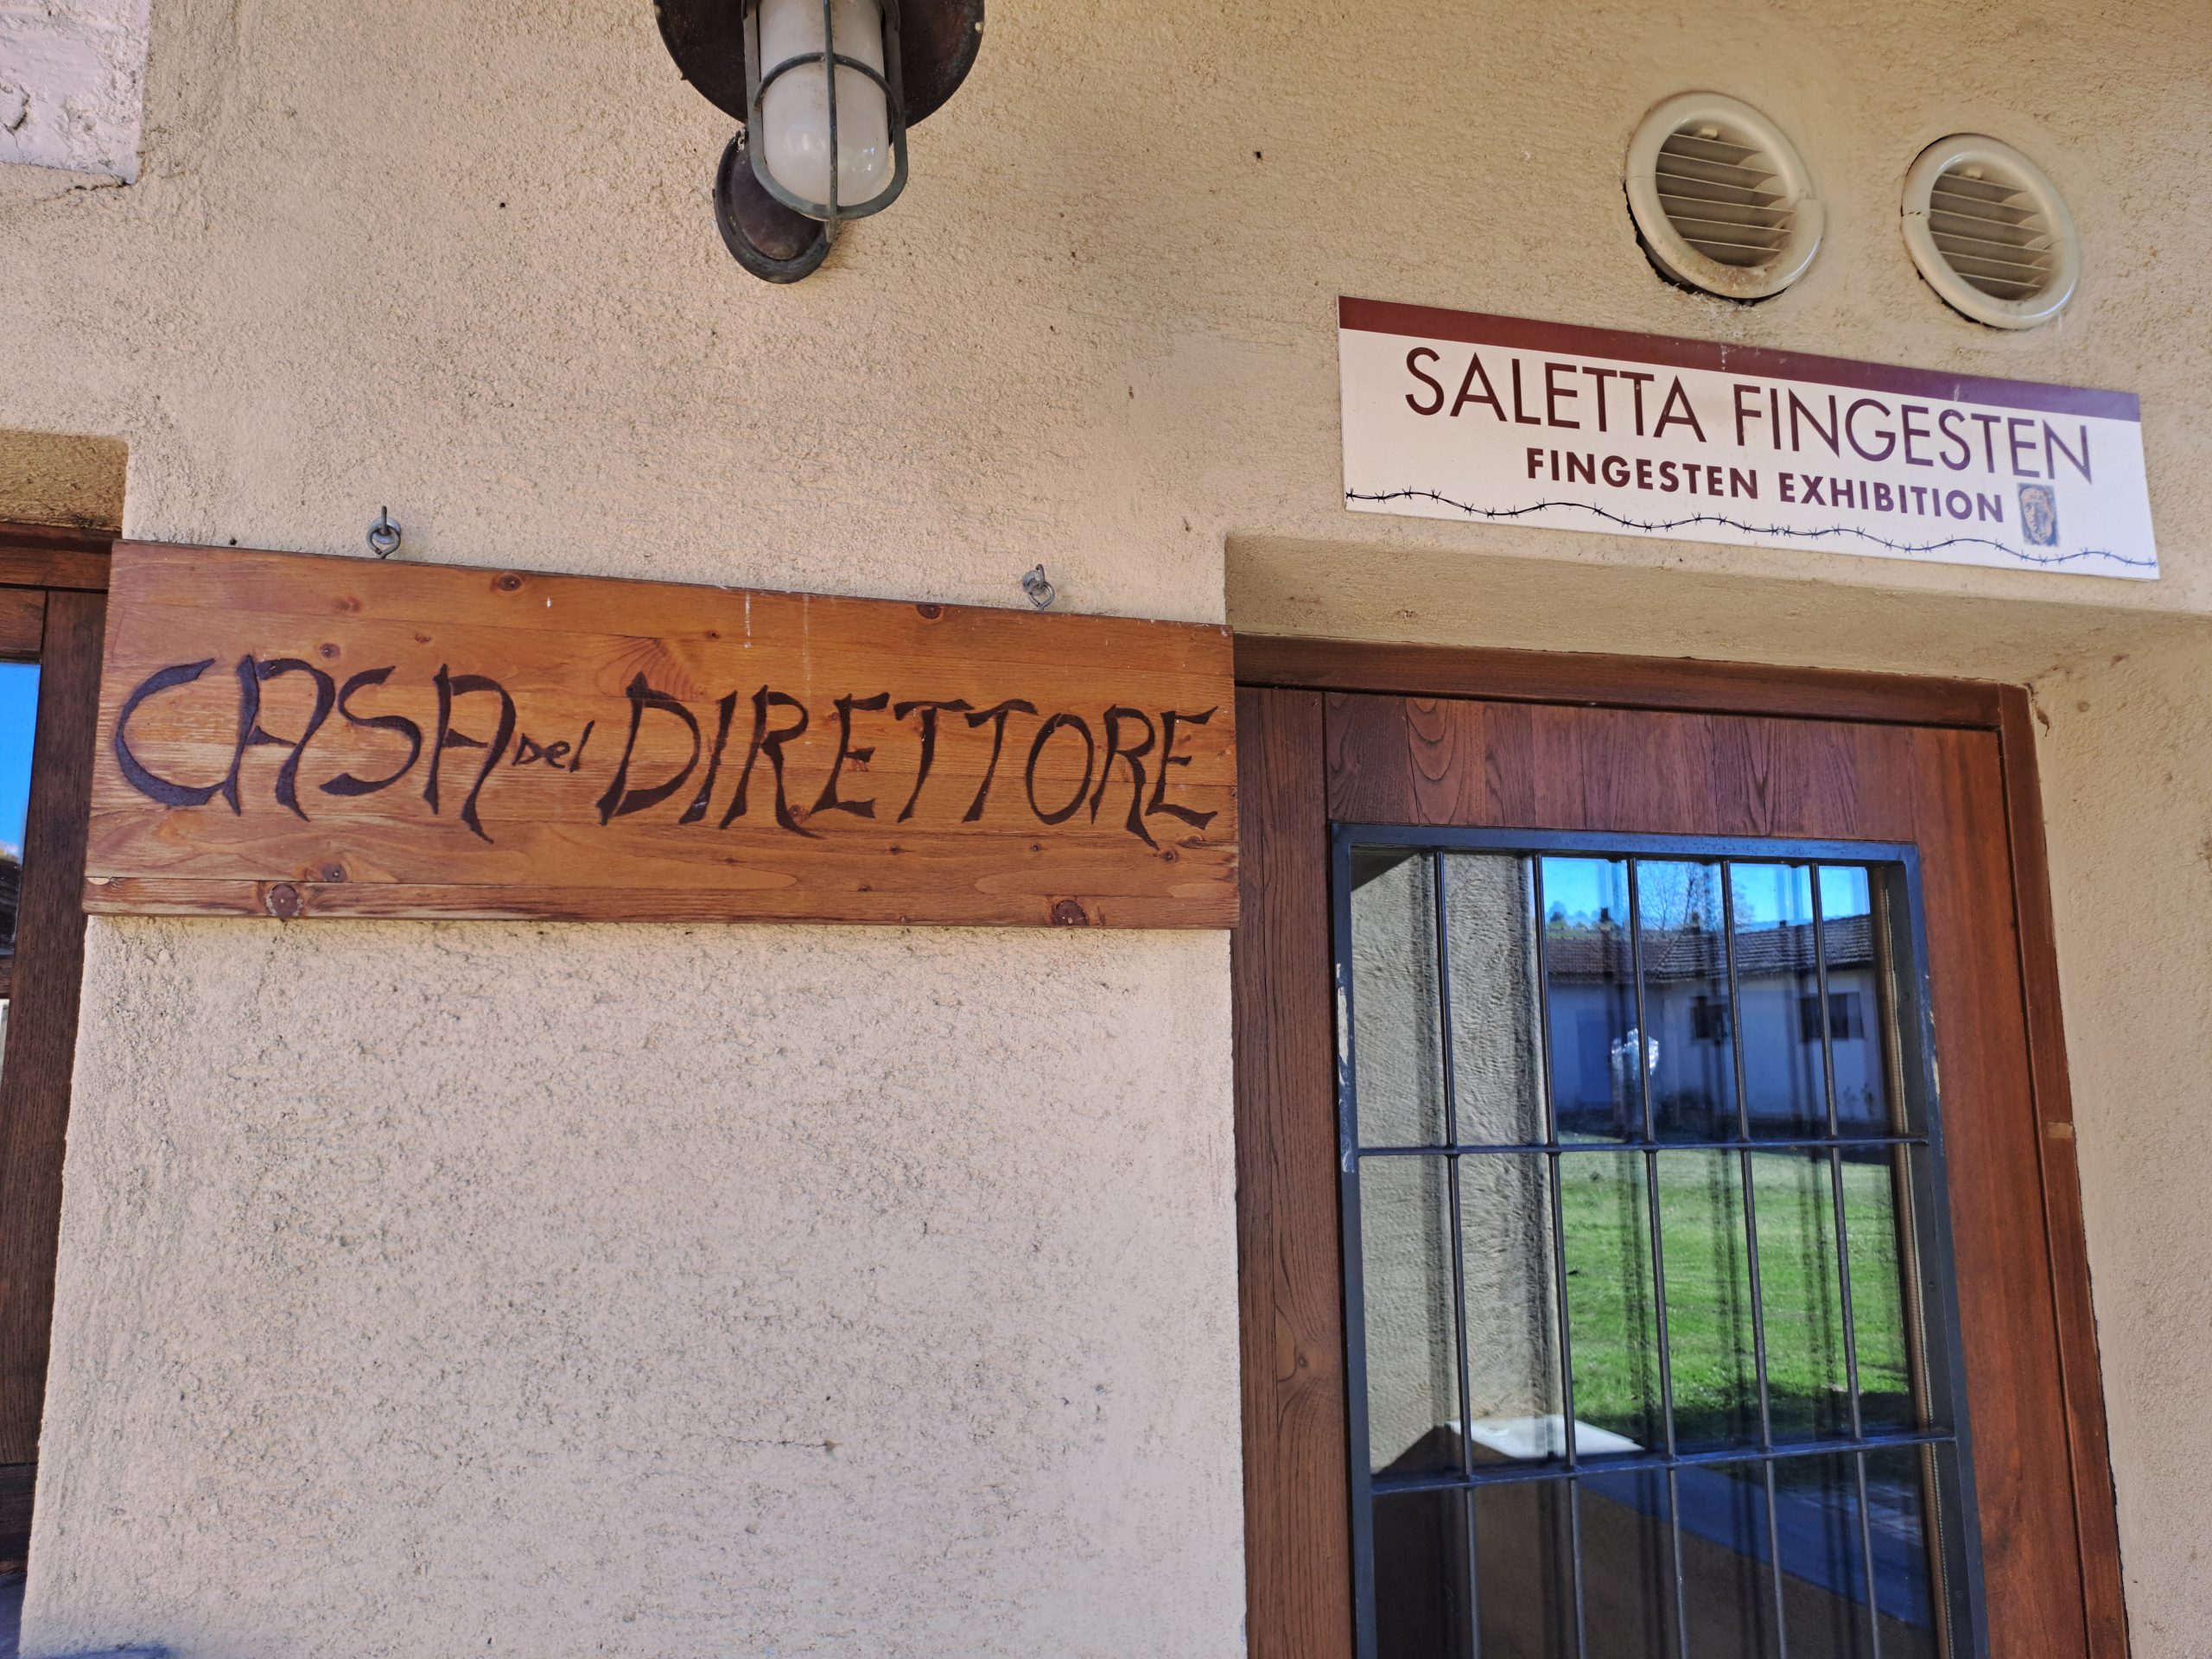 CASA Del DIRETTORE
SALETTA FINGESTEN
FINGESTEN EXHIBITION